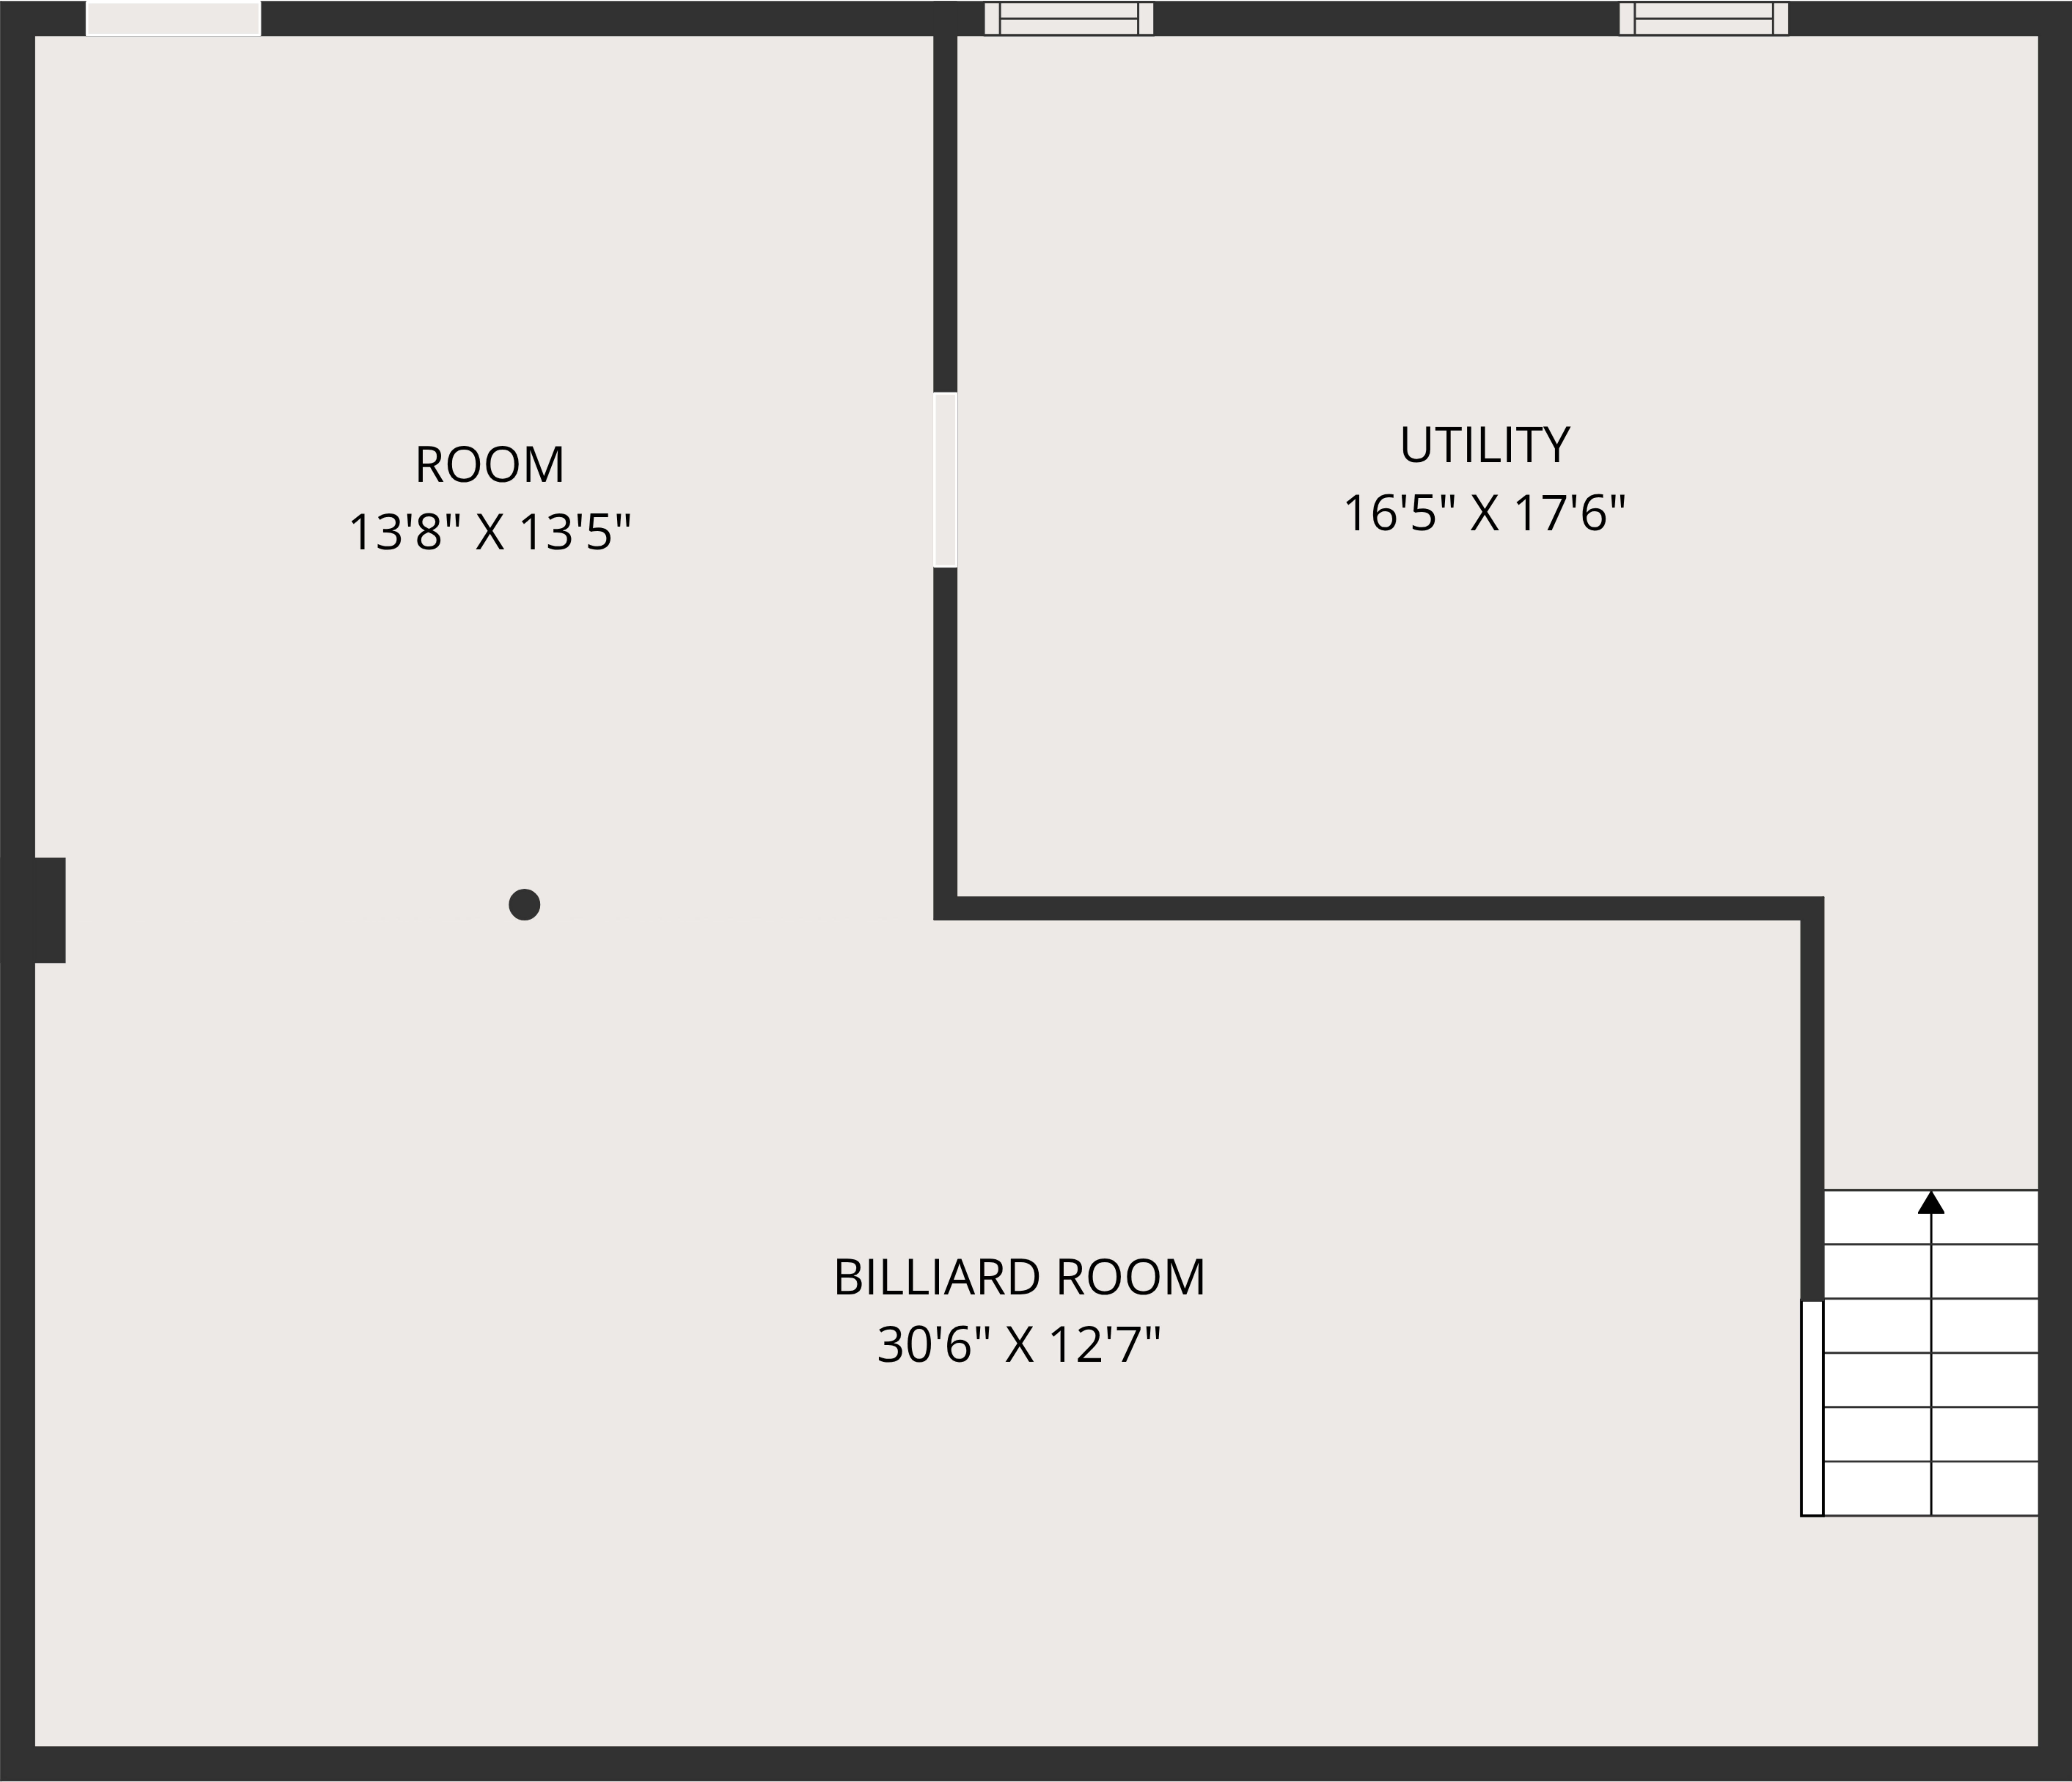 ROOM
13'8" X 13'5"
UTILITY
16'5" X 17'6"
BILLIARD ROOM
30'6" X 12'7"